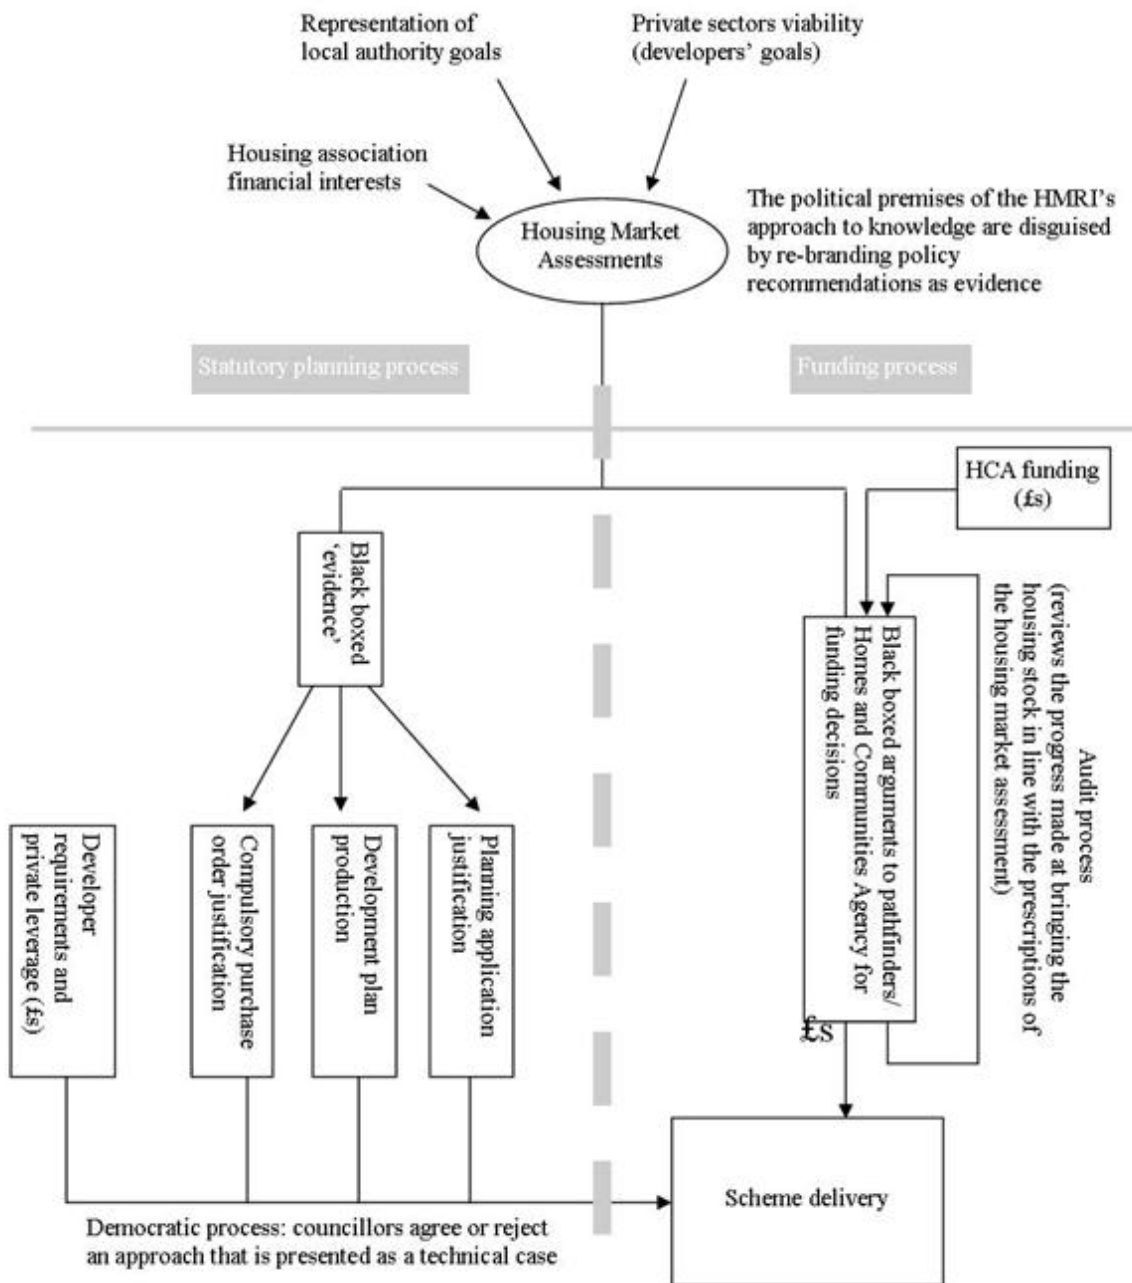 Representation of
local authority goals
Private sectors viability
(developers' goals)
Housing association
financial interests
Housing Market
Assessments
The political premises of the HMRI's
approach to knowledge are disguised
by re-branding policy
recommendations as evidence
Statutory planning process
Funding process
HCA funding
(£s)
Black boxed
'evidence'
Black boxed arguments to pathfinders/
Homes and Communities Agency for
funding decisions
Audit process
(reviews the progress made at bringing the
housing stock in line with the prescriptions of
the housing market assessment)
Developer
requirements and
private leverage (£s)
Compulsory purchase
order justification
Development plan
production
Planning application
justification
£s
Scheme delivery
Democratic process: councillors agree or reject
an approach that is presented as a technical case